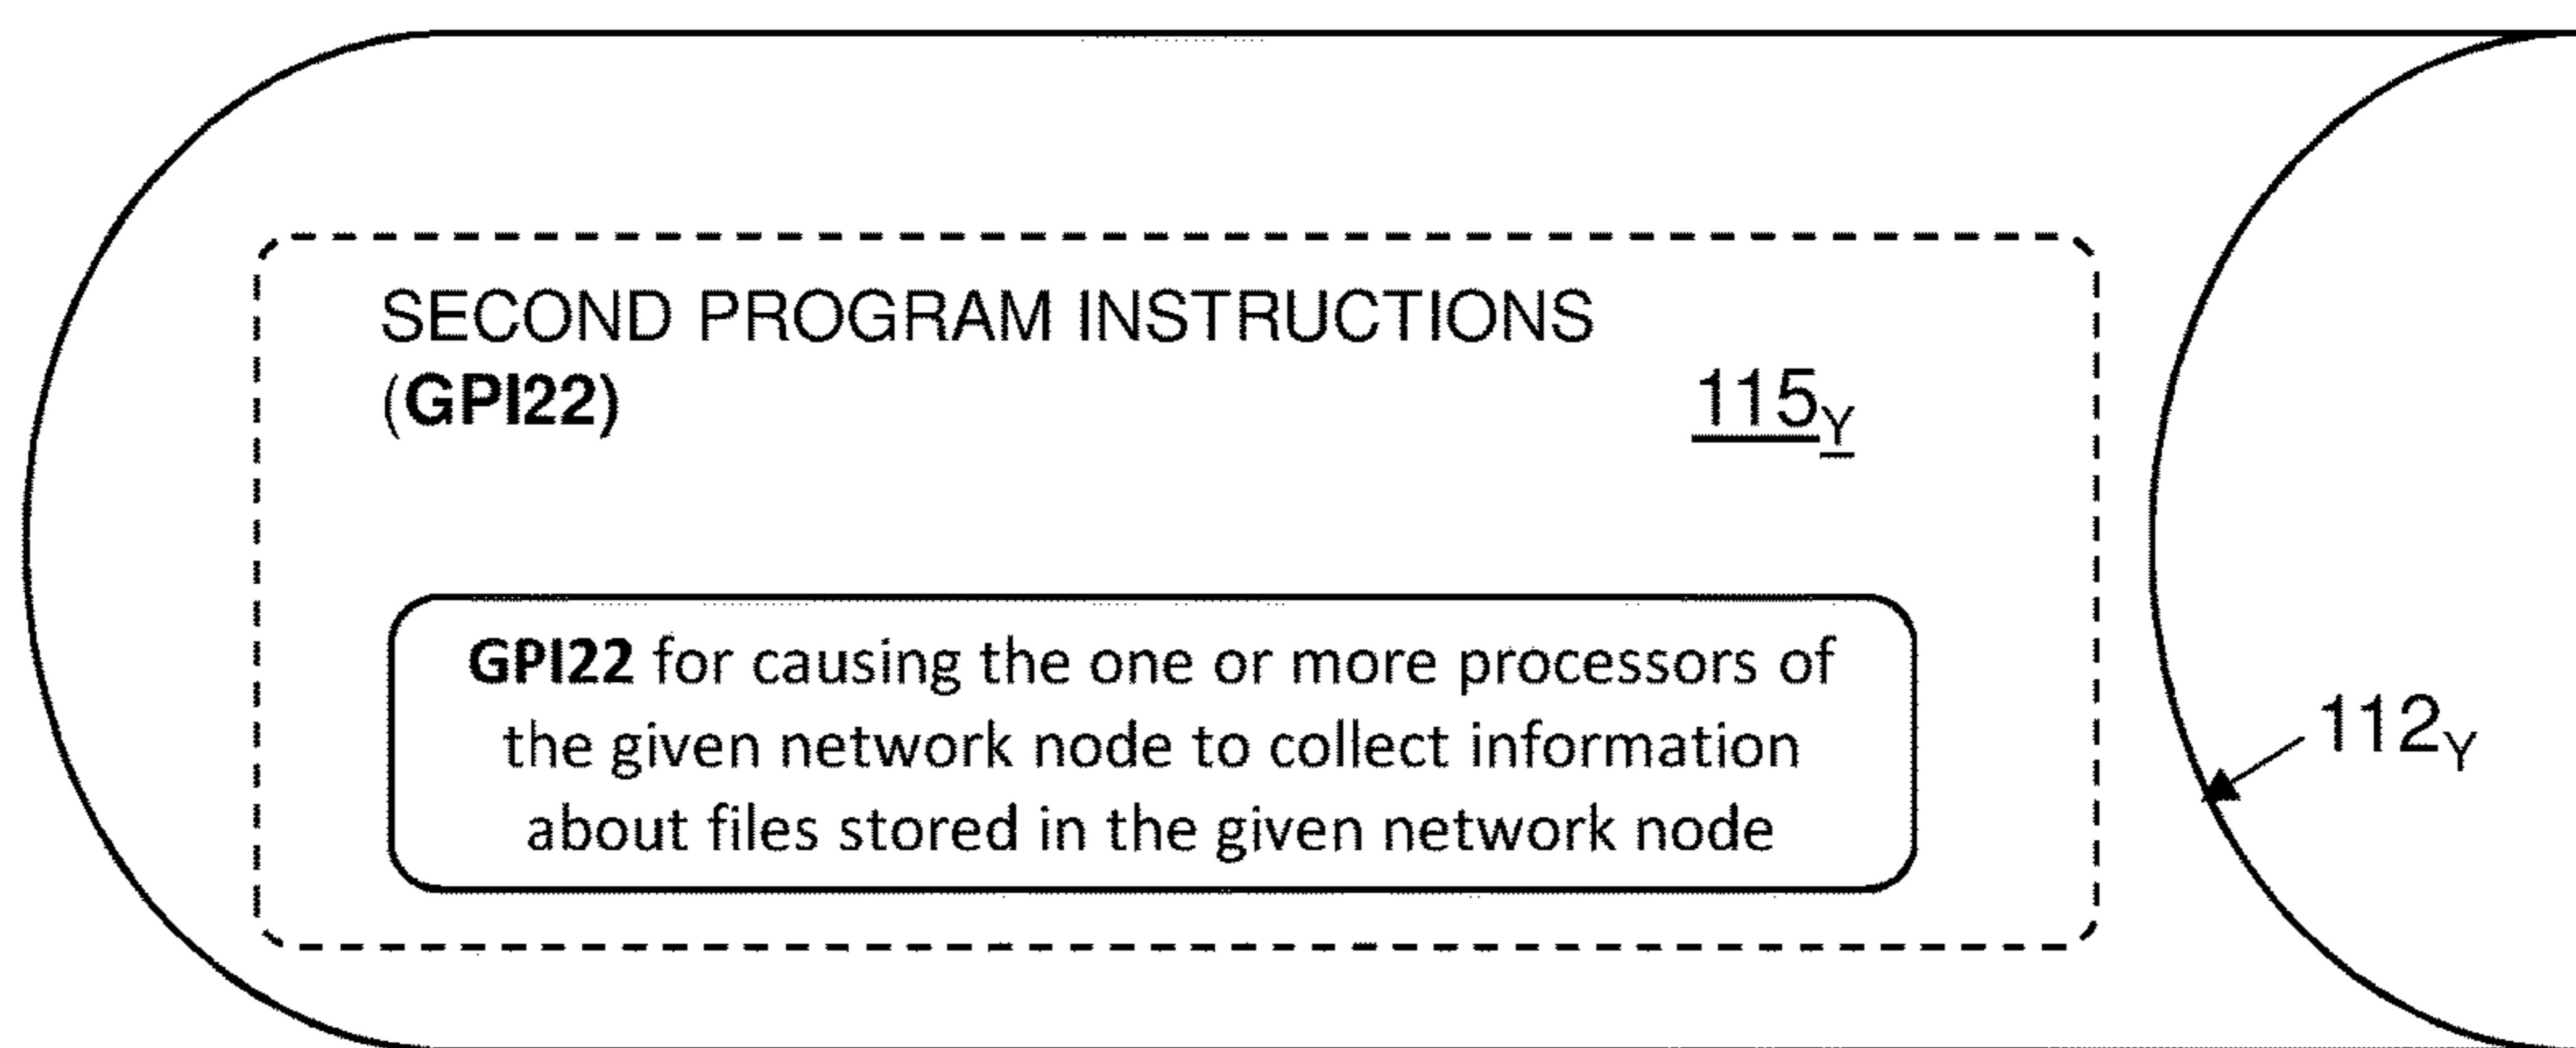 SECOND PROGRAM INSTRUCTIONS
(GPI22)
115Y
GPI22 for causing the one or more processors of
the given network node to collect information
about files stored in the given network node
112Y